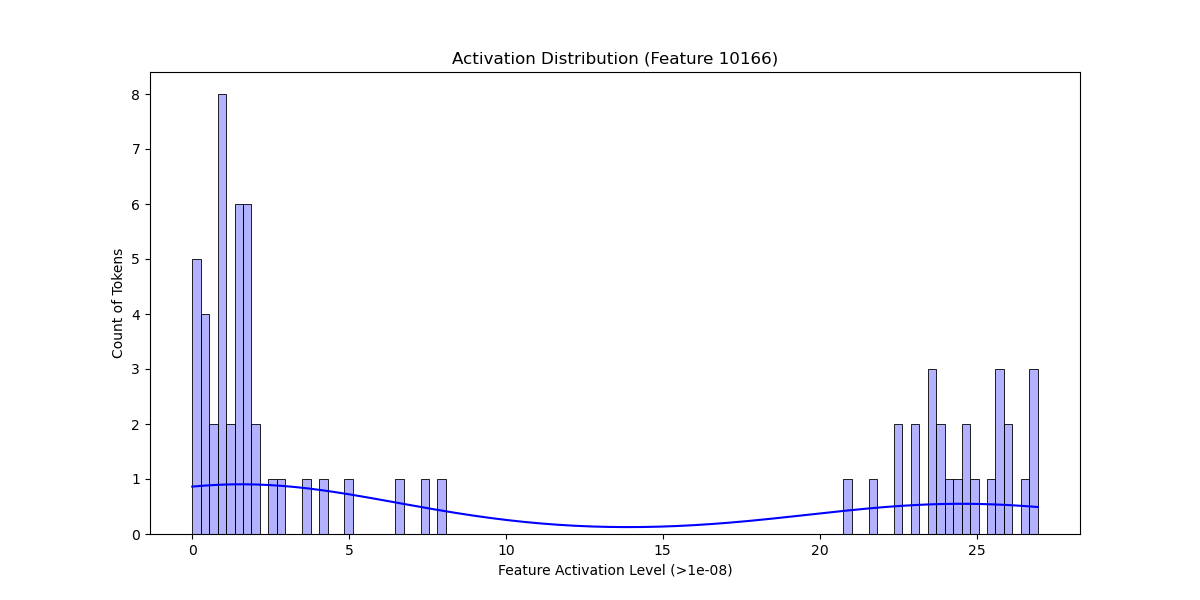 Activation Distribution (Feature 10166)
8
7
6
5
4
3
2
1
0
Count of Tokens
0 5 10 15 20 25
Feature Activation Level (>1e-08)